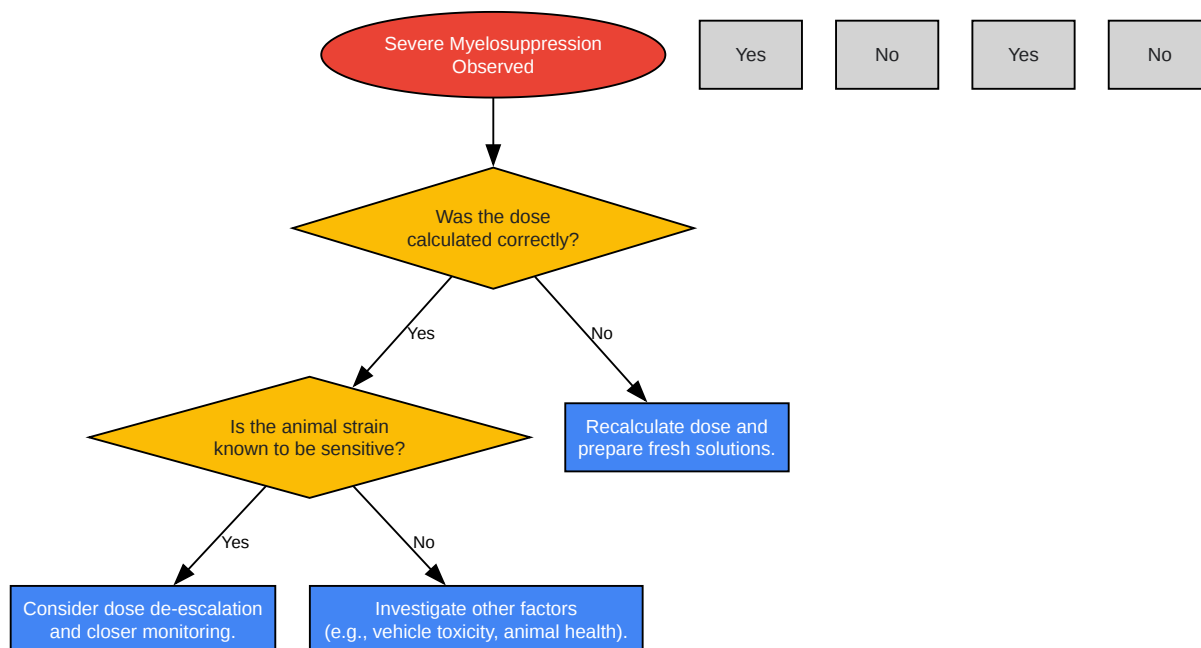 Severe Myelosuppression
Observed
Yes
No
Yes
No
Was the dose
calculated correctly?
Yes
No
Is the animal strain
known to be sensitive?
Recalculate dose and
prepare fresh solutions.
Yes
No
Consider dose de-escalation
and closer monitoring.
Investigate other factors
(e.g., vehicle toxicity, animal health).